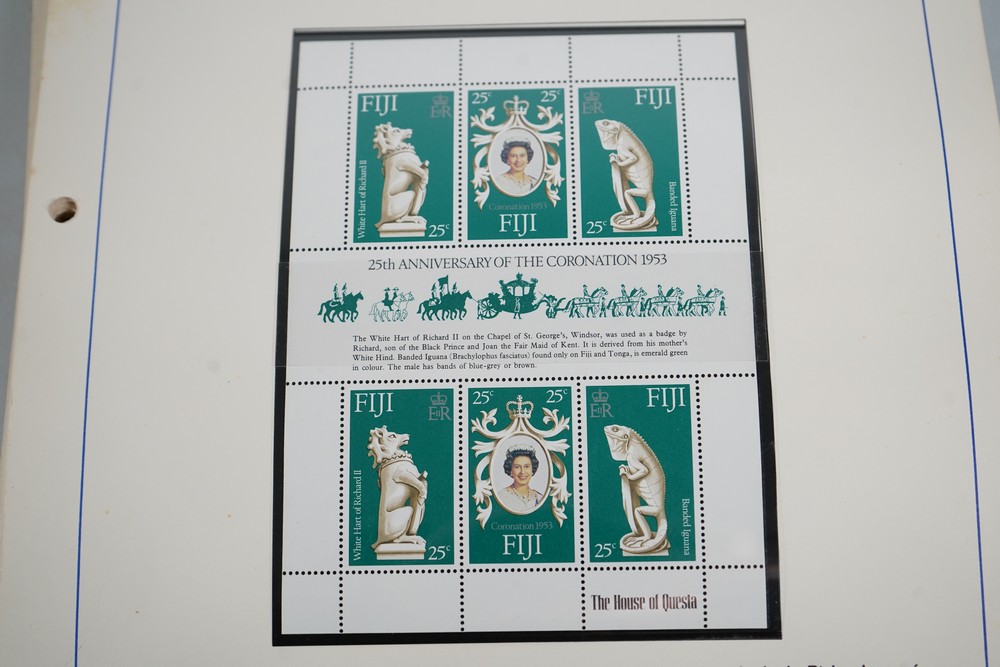 FIJI
E II R
White Hart of Richard II
25c
25c 25c
Coronation 1953
FIJI
E II R
FIJI
Banded Iguana
25c
25th ANNIVERSARY OF THE CORONATION 1953
The White Hart of Richard II on the Chapel of St. George's, Windsor, was used as a badge by
Richard, son of the Black Prince and Joan the Fair Maid of Kent. It is derived from his mother's
White Hind. Banded Iguana (Brachylophus fasciatus) found only on Fiji and Tonga, is emerald green
in colour. The male has bands of blue-grey or brown.
FIJI
E II R
White Hart of Richard II
25c
25c 25c
Coronation 1953
FIJI
E II R
FIJI
Banded Iguana
25c
The House of Questa